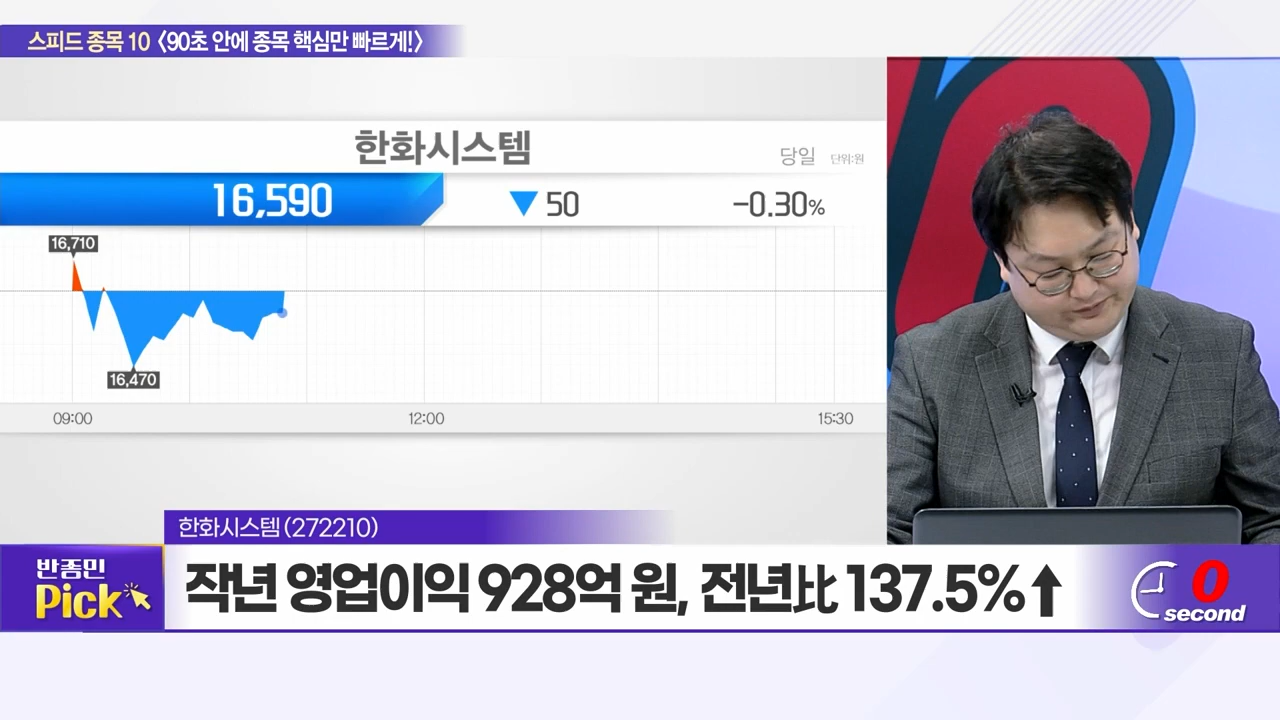 스피드 종목 10 〈90초 안에 종목 핵심만 빠르게!〉
한화시스템
당일 단위:원
16,590 ▼ 50 -0.30%
16,710
16,470
09:00 12:00 15:30
한화시스템(272210)
반종민
Pick
작년 영업이익 928억 원, 전년比 137.5%↑
0
second